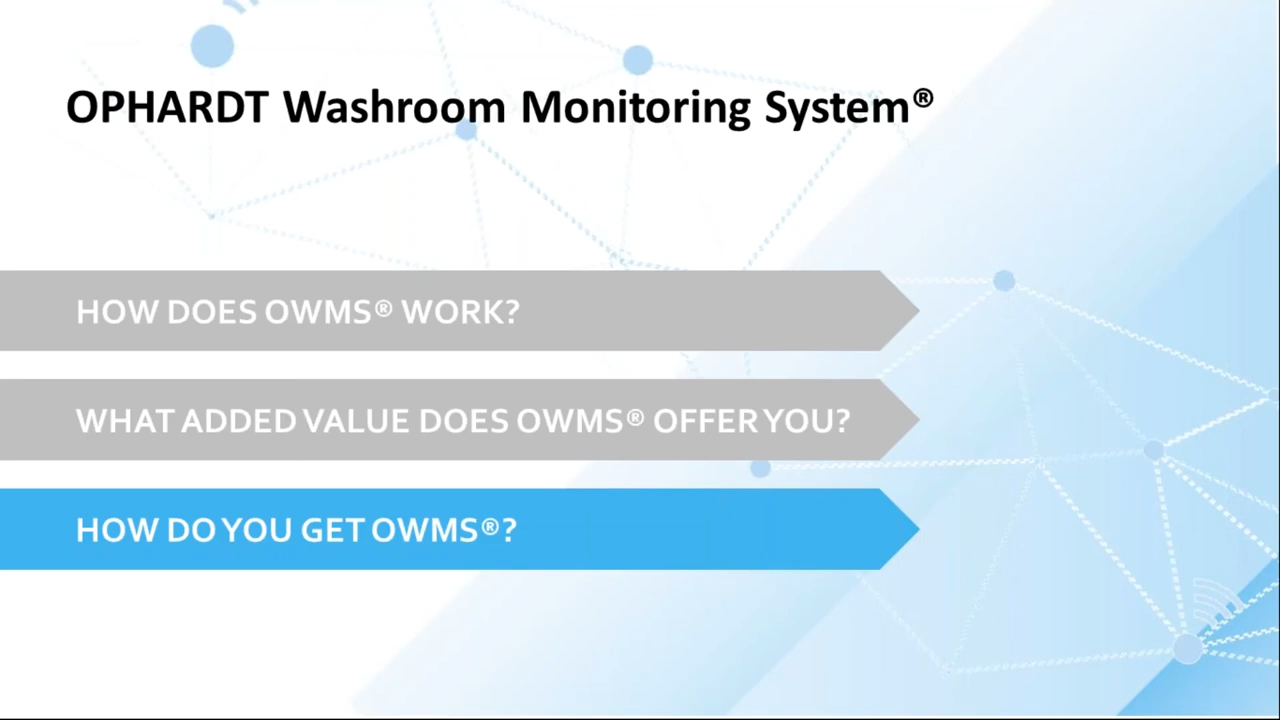 OPHARDT Washroom Monitoring System®
HOW DOES OWMS® WORK?
WHAT ADDED VALUE DOES OWMS® OFFER YOU?
HOW DO YOU GET OWMS®?